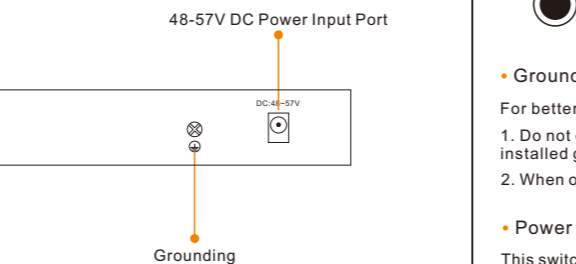 48-57V DC Power Input Port
DC:48~57V
Grounding
• Ground
For better
1. Do not
installed
2. When
• Power
This switc